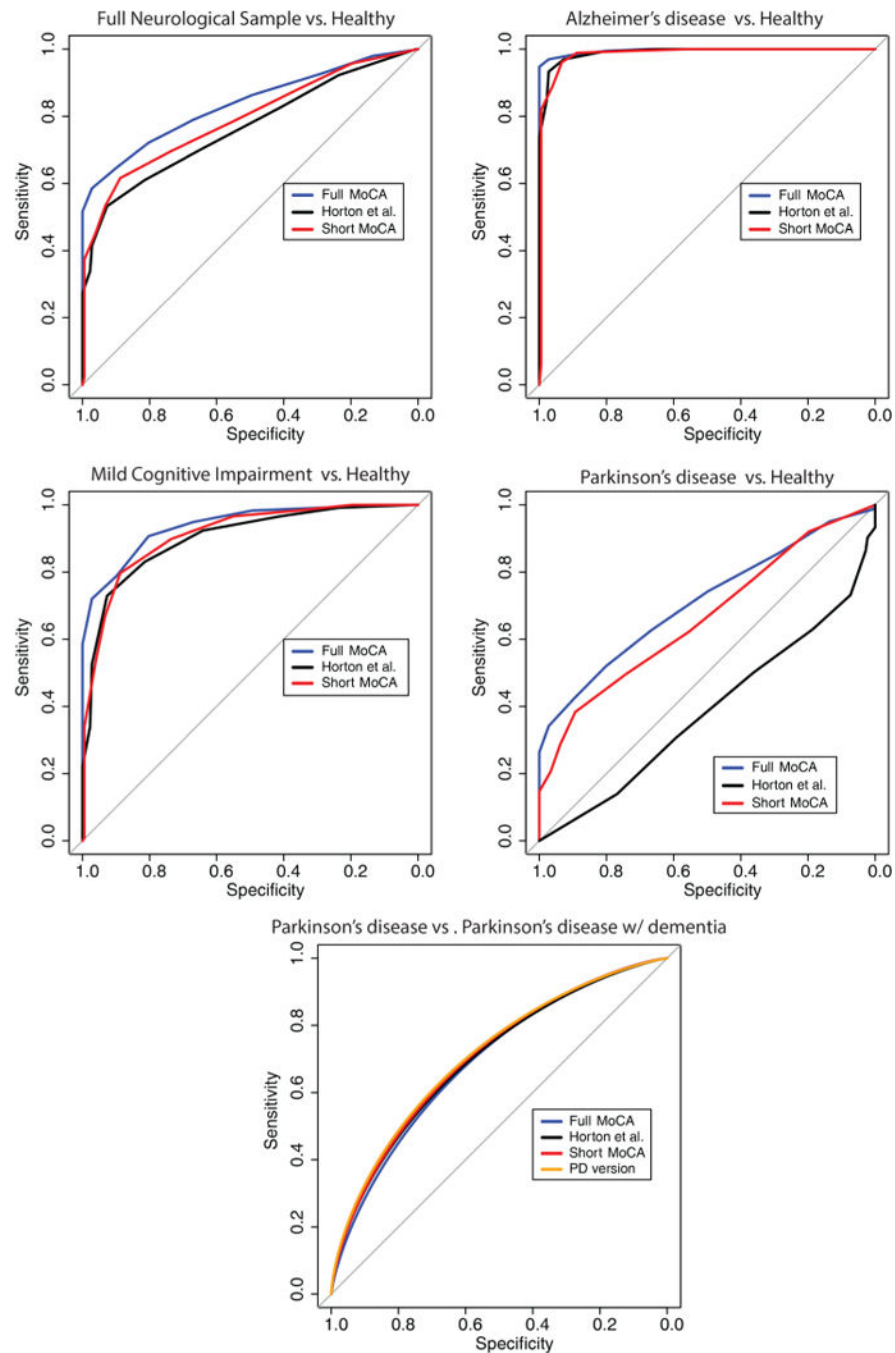 Full Neurological Sample vs. Healthy
Sensitivity
0.0 0.2 0.4 0.6 0.8 1.0
Full MoCA
Horton et al.
Short MoCA
1.0 0.8 0.6 0.4 0.2 0.0
Specificity
Alzheimer's disease vs. Healthy
Sensitivity
0.0 0.2 0.4 0.6 0.8 1.0
Full MoCA
Horton et al.
Short MoCA
1.0 0.8 0.6 0.4 0.2 0.0
Specificity
Mild Cognitive Impairment vs. Healthy
Sensitivity
0.0 0.2 0.4 0.6 0.8 1.0
Full MoCA
Horton et al.
Short MoCA
1.0 0.8 0.6 0.4 0.2 0.0
Specificity
Parkinson's disease vs. Healthy
Sensitivity
0.0 0.2 0.4 0.6 0.8 1.0
Full MoCA
Horton et al.
Short MoCA
1.0 0.8 0.6 0.4 0.2 0.0
Specificity
Parkinson's disease vs . Parkinson's disease w/ dementia
Sensitivity
0.0 0.2 0.4 0.6 0.8 1.0
Full MoCA
Horton et al.
Short MoCA
PD version
1.0 0.8 0.6 0.4 0.2 0.0
Specificity